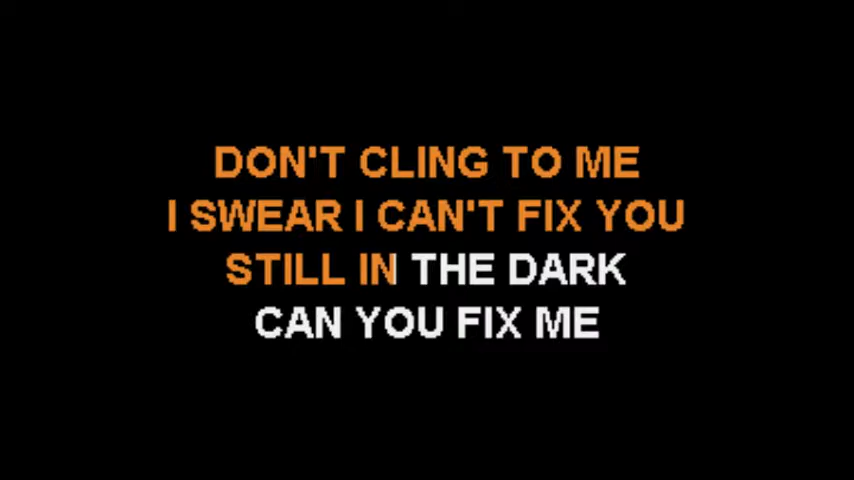 DON'T CLING TO ME
I SWEAR I CAN'T FIX YOU
STILL IN THE DARK
CAN YOU FIX ME